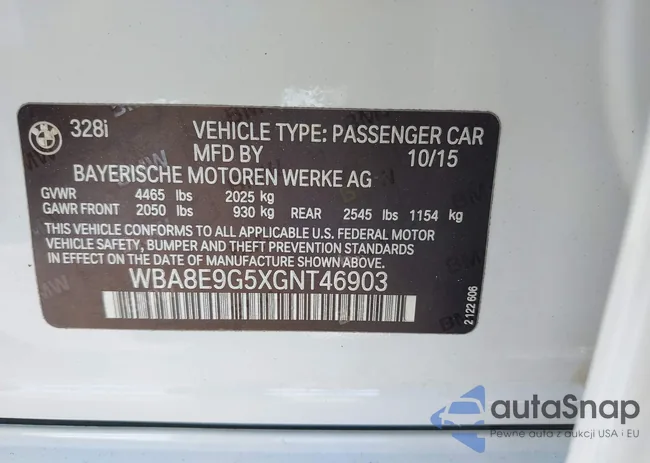 328i VEHICLE TYPE: PASSENGER CAR
MFD BY 10/15
BAYERISCHE MOTOREN WERKE AG
GVWR 4465 lbs 2025 kg
GAWR FRONT 2050 lbs 930 kg REAR 2545 lbs 1154 kg
THIS VEHICLE CONFORMS TO ALL APPLICABLE U.S. FEDERAL MOTOR
VEHICLE SAFETY, BUMPER AND THEFT PREVENTION STANDARDS
IN EFFECT ON THE DATE OF MANUFACTURE SHOWN ABOVE.
WBA8E9G5XGNT46903
2 122 606
autaSnap
Pewne auta z aukcji USA i EU